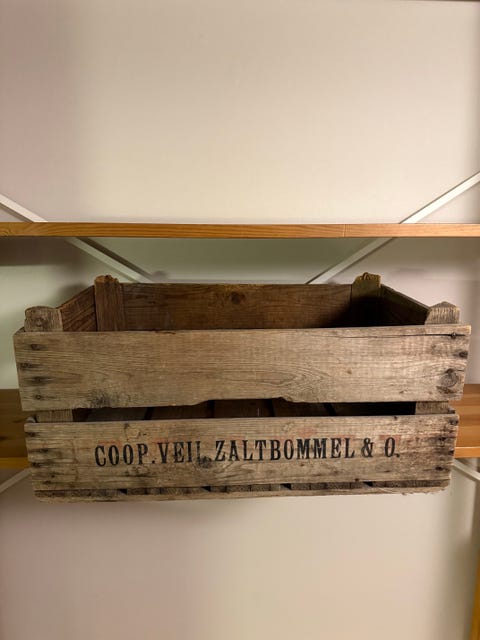 COOP. VEIL. ZALTBOMMEL & O.